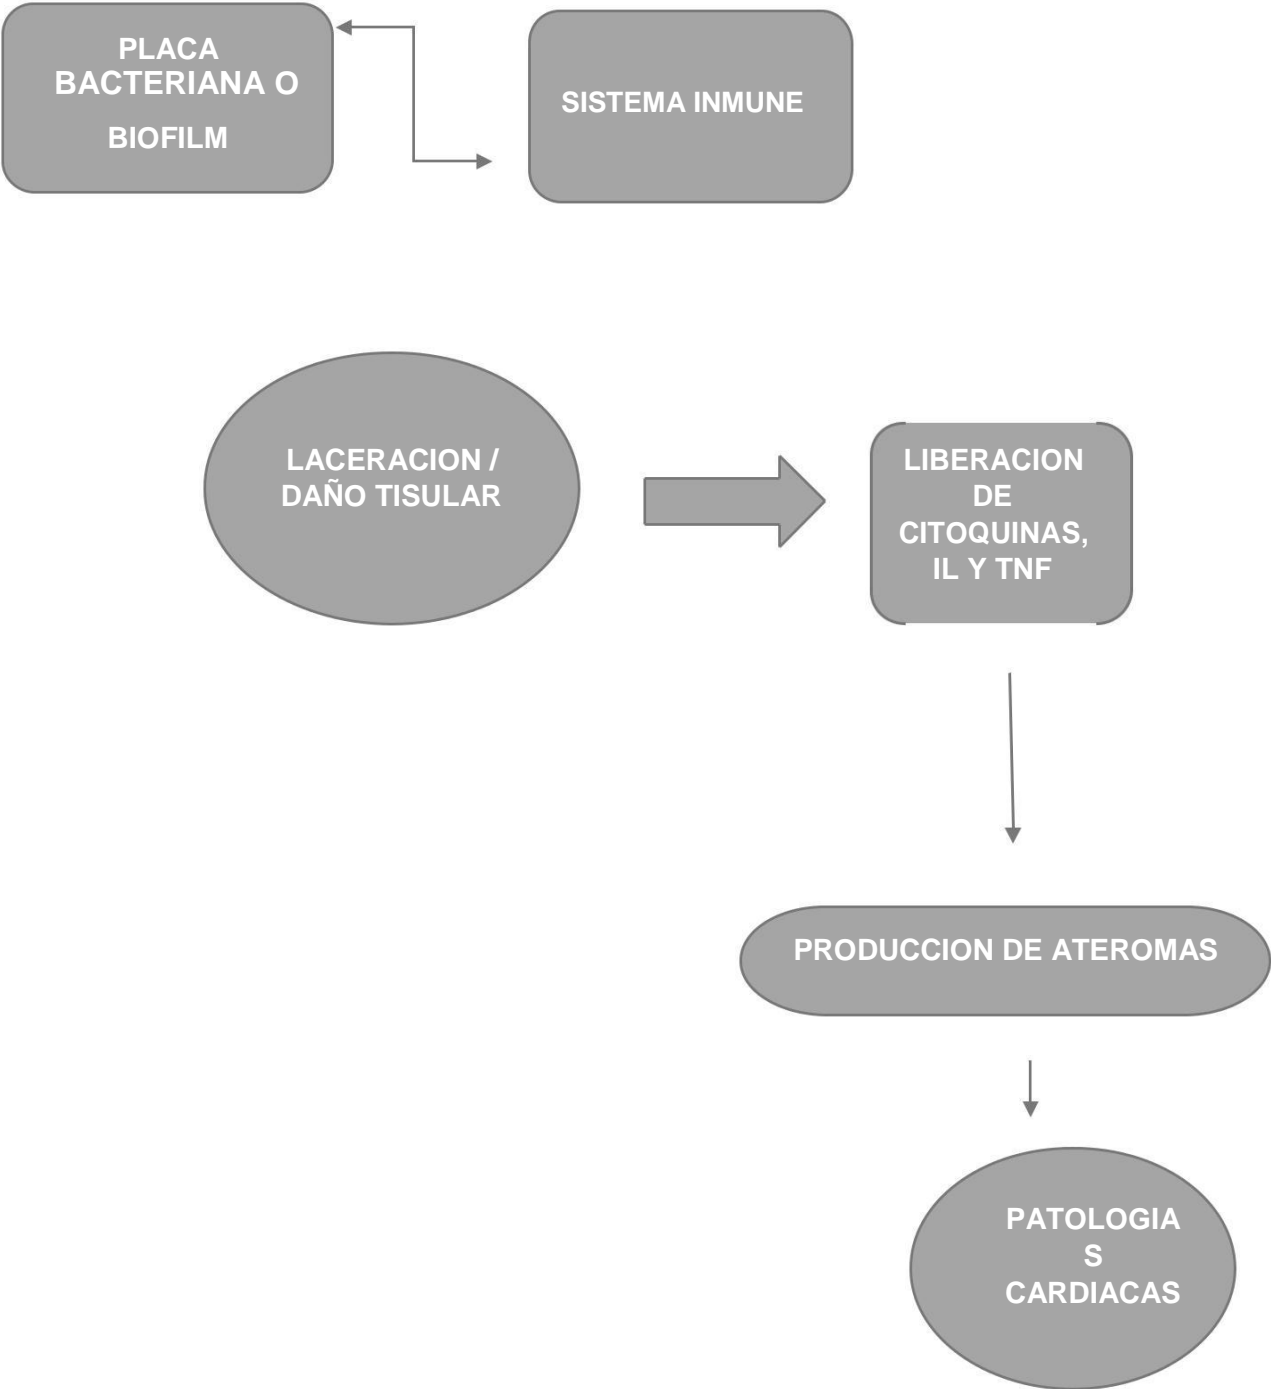 PLACA
BACTERIANA O
BIOFILM
SISTEMA INMUNE
LACERACION /
DAÑO TISULAR
LIBERACION
DE
CITOQUINAS,
IL Y TNF
PRODUCCION DE ATEROMAS
PATOLOGIA
S
CARDIACAS